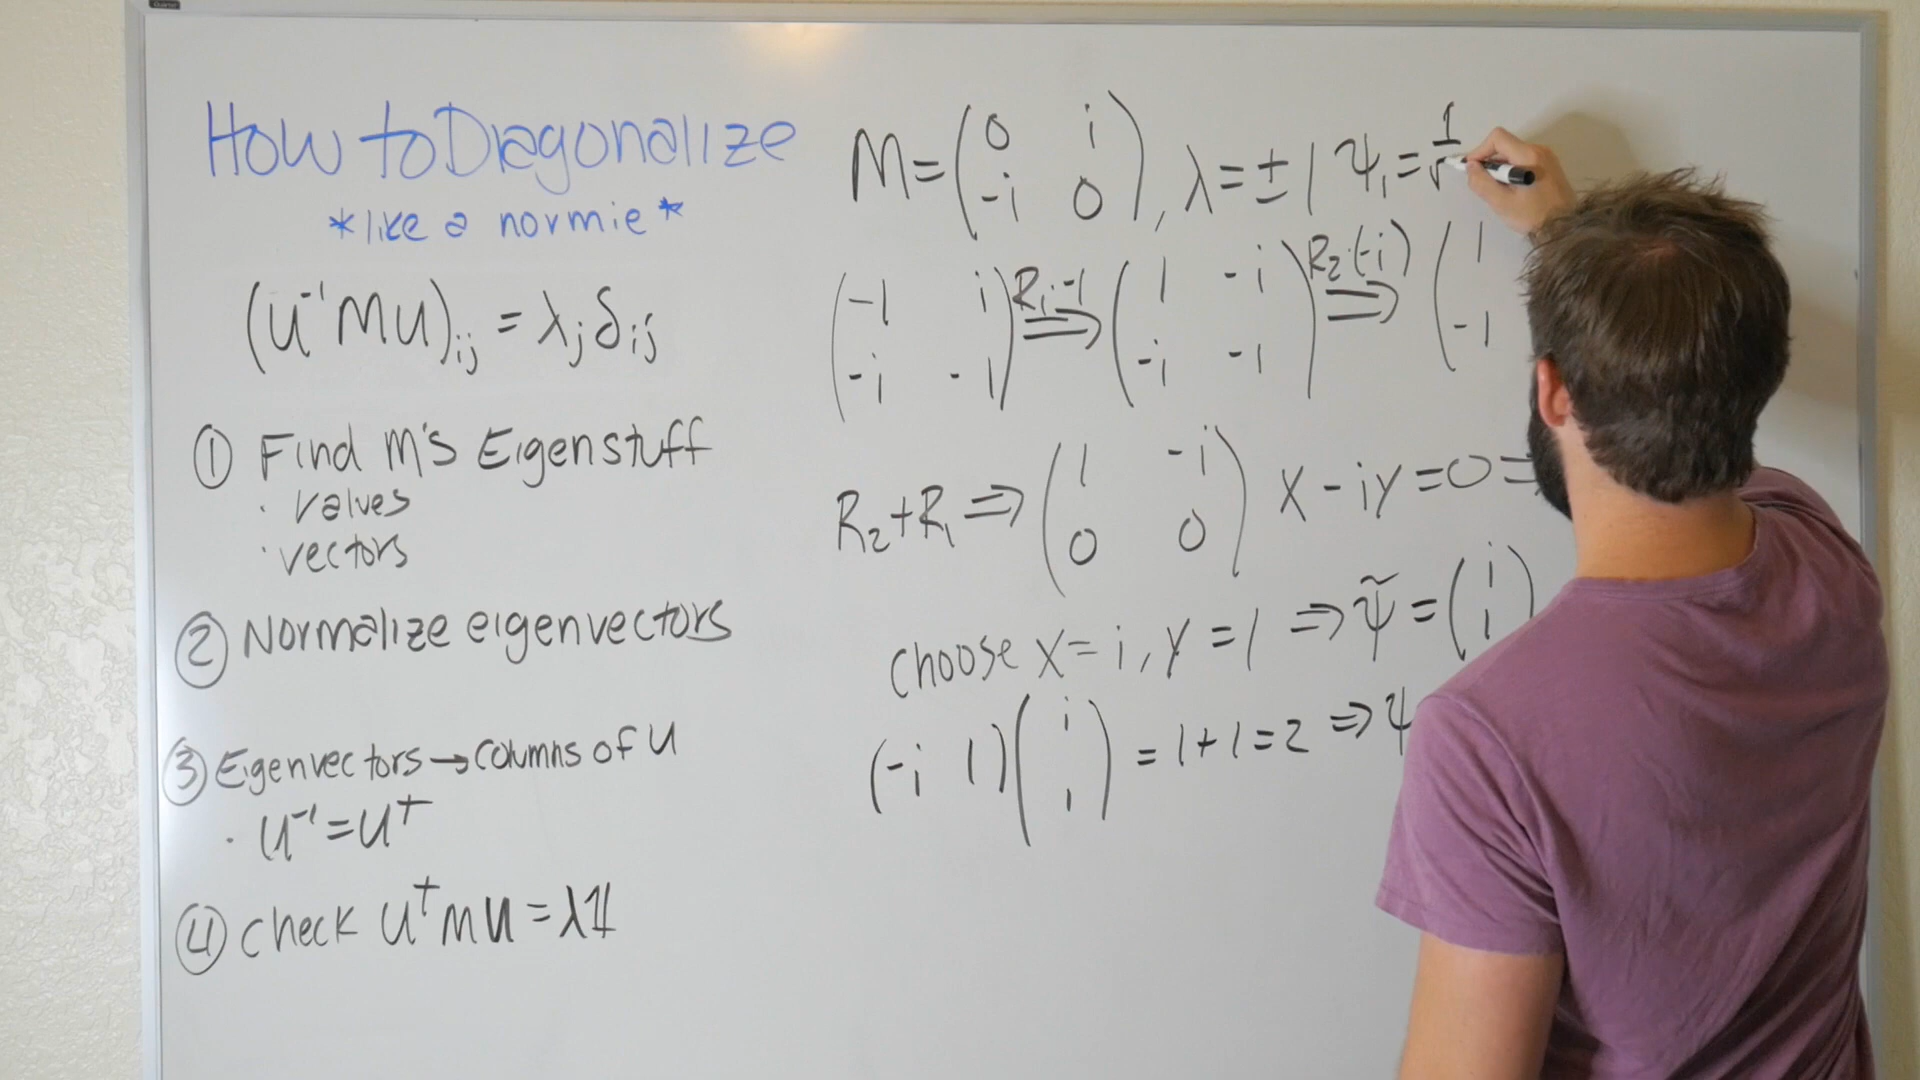 How to Diagonalize
*like a normie*
(U⁻¹MU)ᵢⱼ = λⱼδᵢⱼ
① Find M's Eigenstuff
· values
· vectors
② Normalize eigenvectors
③ Eigenvectors → columns of U
· U⁻¹ = U†
④ check U†MU = λ𝟙
M = (0 i
-i 0), λ = ±1 ψ₁ = 1/√
(-1 i
-i -1) R₁·-1 ⇒ (1 -i
-i -1) R₂·(-i) ⇒ (1
-1
R₂+R₁ ⇒ (1 -i
0 0) x - iy = 0 =
choose x = i, y = 1 ⇒ ψ̃ = (i
1)
(-i 1)(i
1) = 1+1 = 2 ⇒ ψ